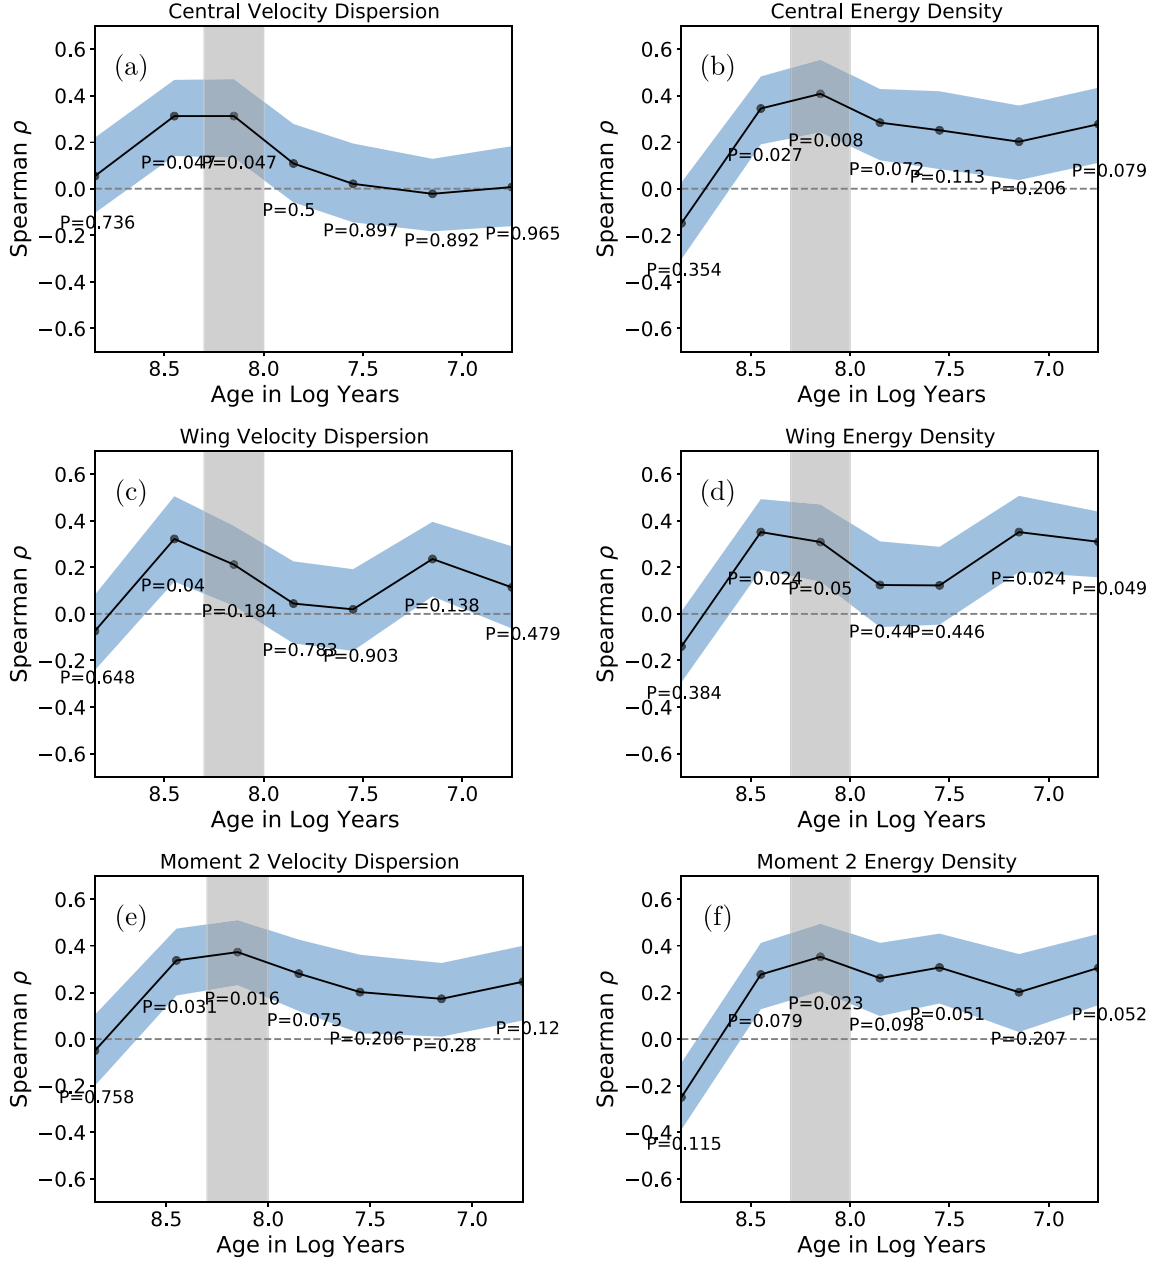 Central Velocity Dispersion
(a)
Spearman ρ
0.6
0.4
0.2
0.0
−0.2
−0.4
−0.6
P=0.736
P=0.047
P=0.047
P=0.5
P=0.897
P=0.892
P=0.965
8.5 8.0 7.5 7.0
Age in Log Years
Central Energy Density
(b)
Spearman ρ
0.6
0.4
0.2
0.0
−0.2
−0.4
−0.6
P=0.354
P=0.027
P=0.008
P=0.072
P=0.113
P=0.206
P=0.079
8.5 8.0 7.5 7.0
Age in Log Years
Wing Velocity Dispersion
(c)
Spearman ρ
0.6
0.4
0.2
0.0
−0.2
−0.4
−0.6
P=0.648
P=0.04
P=0.184
P=0.783
P=0.903
P=0.138
P=0.479
8.5 8.0 7.5 7.0
Age in Log Years
Wing Energy Density
(d)
Spearman ρ
0.6
0.4
0.2
0.0
−0.2
−0.4
−0.6
P=0.384
P=0.024
P=0.05
P=0.44
P=0.446
P=0.024
P=0.049
8.5 8.0 7.5 7.0
Age in Log Years
Moment 2 Velocity Dispersion
(e)
Spearman ρ
0.6
0.4
0.2
0.0
−0.2
−0.4
−0.6
P=0.758
P=0.031
P=0.016
P=0.075
P=0.206
P=0.28
P=0.12
8.5 8.0 7.5 7.0
Age in Log Years
Moment 2 Energy Density
(f)
Spearman ρ
0.6
0.4
0.2
0.0
−0.2
−0.4
−0.6
P=0.115
P=0.079
P=0.023
P=0.098
P=0.051
P=0.207
P=0.052
8.5 8.0 7.5 7.0
Age in Log Years